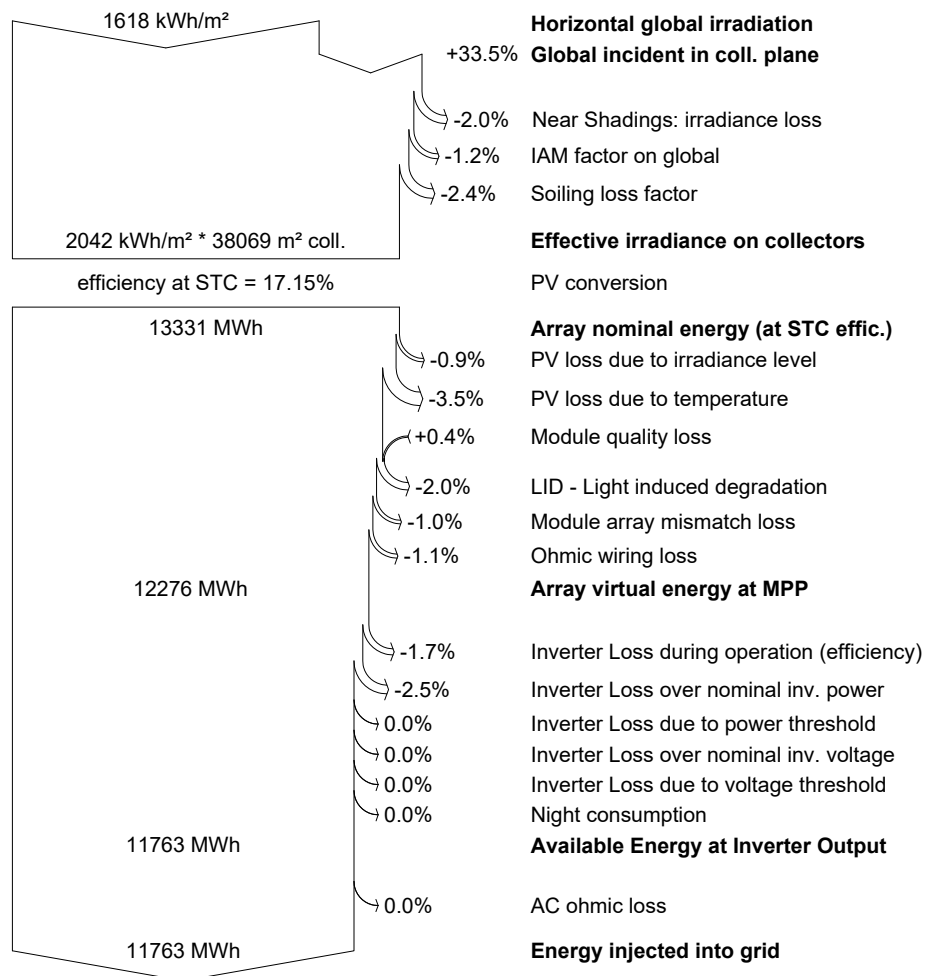 1618 kWh/m² Horizontal global irradiation
+33.5% Global incident in coll. plane
-2.0% Near Shadings: irradiance loss
-1.2% IAM factor on global
-2.4% Soiling loss factor
2042 kWh/m² * 38069 m² coll. Effective irradiance on collectors
efficiency at STC = 17.15% PV conversion
13331 MWh Array nominal energy (at STC effic.)
-0.9% PV loss due to irradiance level
-3.5% PV loss due to temperature
+0.4% Module quality loss
-2.0% LID - Light induced degradation
-1.0% Module array mismatch loss
-1.1% Ohmic wiring loss
12276 MWh Array virtual energy at MPP
-1.7% Inverter Loss during operation (efficiency)
-2.5% Inverter Loss over nominal inv. power
0.0% Inverter Loss due to power threshold
0.0% Inverter Loss over nominal inv. voltage
0.0% Inverter Loss due to voltage threshold
0.0% Night consumption
11763 MWh Available Energy at Inverter Output
0.0% AC ohmic loss
11763 MWh Energy injected into grid